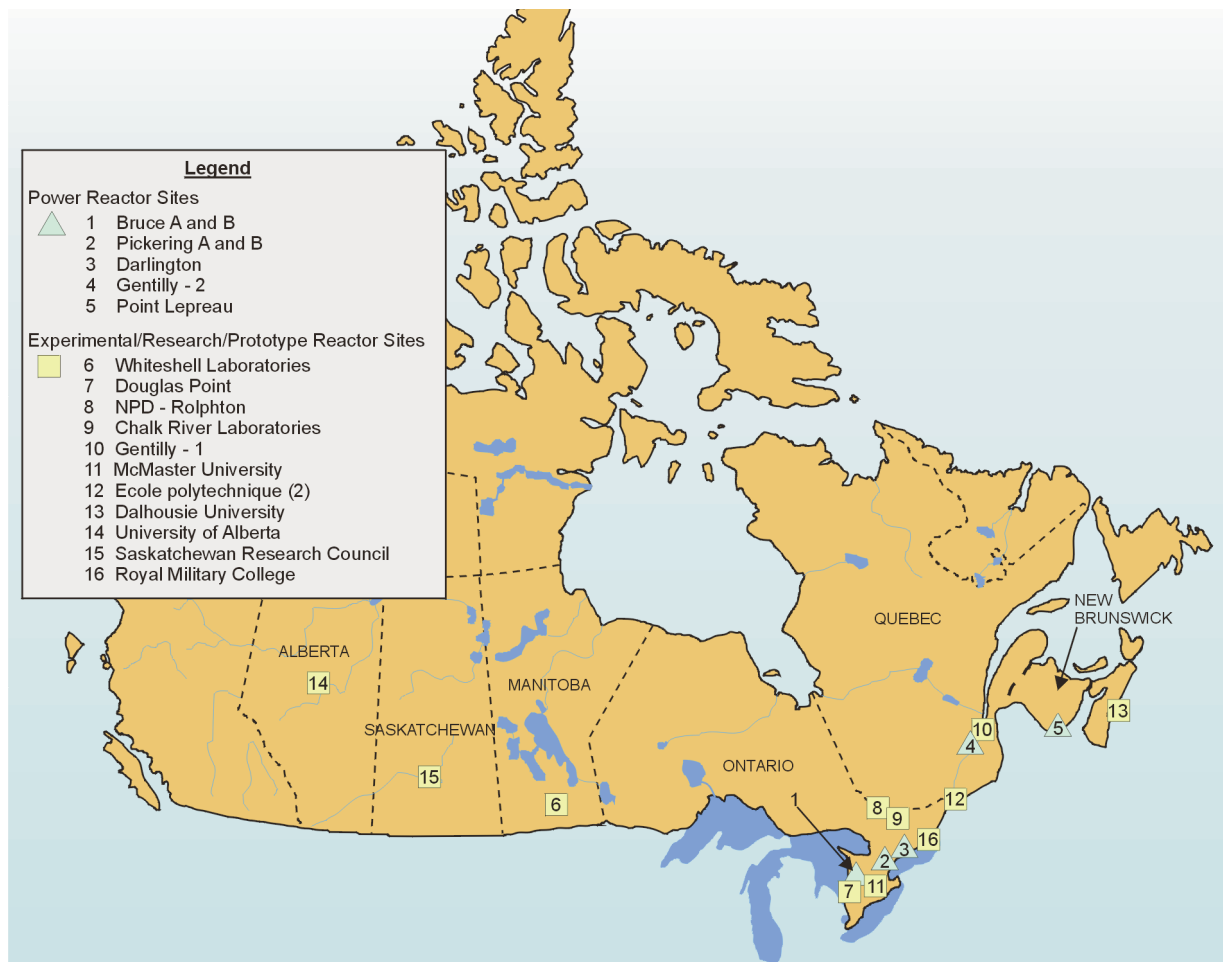 Legend
Power Reactor Sites
1 Bruce A and B
2 Pickering A and B
3 Darlington
4 Gentilly - 2
5 Point Lepreau
Experimental/Research/Prototype Reactor Sites
6 Whiteshell Laboratories
7 Douglas Point
8 NPD - Rolphton
9 Chalk River Laboratories
10 Gentilly - 1
11 McMaster University
12 Ecole polytechnique (2)
13 Dalhousie University
14 University of Alberta
15 Saskatchewan Research Council
16 Royal Military College
NEW
BRUNSWICK
QUEBEC
ALBERTA
14
MANITOBA
SASKATCHEWAN
13
10
5
4
ONTARIO
15
6
1
12
8
9
16
3
2
11
7